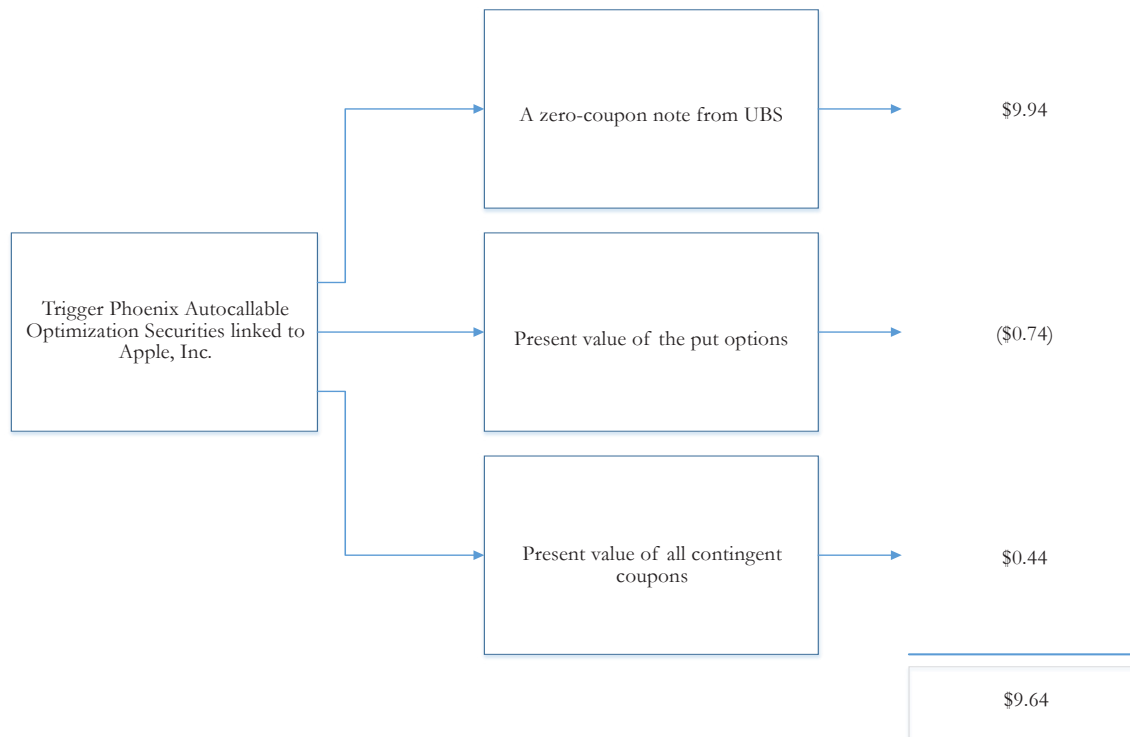 A zero-coupon note from UBS
$9.94
Trigger Phoenix Autocallable
Optimization Securities linked to
Apple, Inc.
Present value of the put options
($0.74)
Present value of all contingent
coupons
$0.44
$9.64